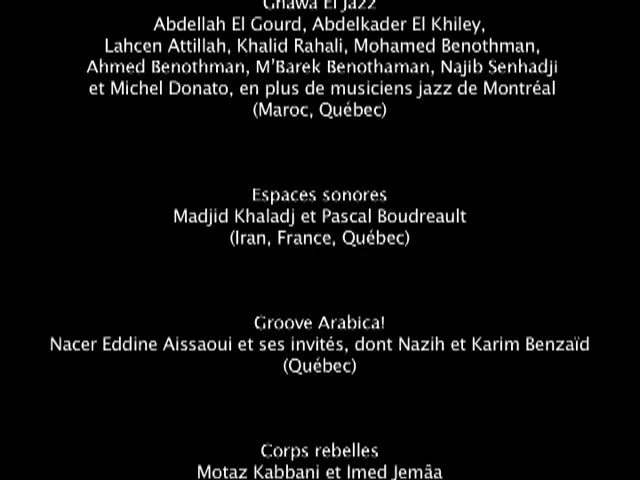 Gnawa El Jazz
Abdellah El Gourd, Abdelkader El Khiley,
Lahcen Attillah, Khalid Rahali, Mohamed Benothman,
Ahmed Benothman, M'Barek Benothaman, Najib Senhadji
et Michel Donato, en plus de musiciens jazz de Montréal
(Maroc, Québec)
Espaces sonores
Madjid Khaladj et Pascal Boudreault
(Iran, France, Québec)
Groove Arabica!
Nacer Eddine Aissaoui et ses invités, dont Nazih et Karim Benzaïd
(Québec)
Corps rebelles
Motaz Kabbani et Imed Jemâa